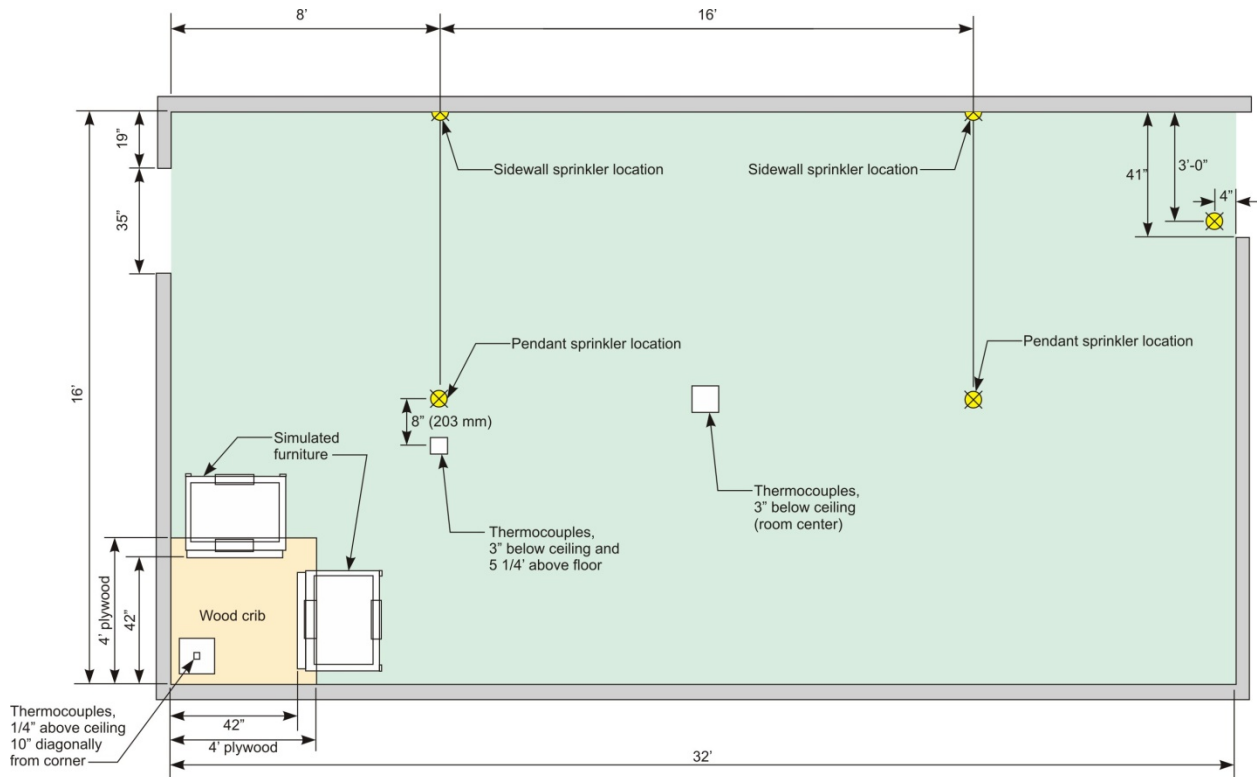 8’
16’
19”
Sidewall sprinkler location
Sidewall sprinkler location
3’-0”
41”
4”
35”
16’
Pendant sprinkler location
Pendant sprinkler location
8” (203 mm)
Simulated
furniture
Thermocouples,
3” below ceiling
(room center)
Thermocouples,
3” below ceiling and
5 1/4’ above floor
4’ plywood
42”
Wood crib
Thermocouples,
1/4” above ceiling
10” diagonally
from corner
42”
4’ plywood
32’